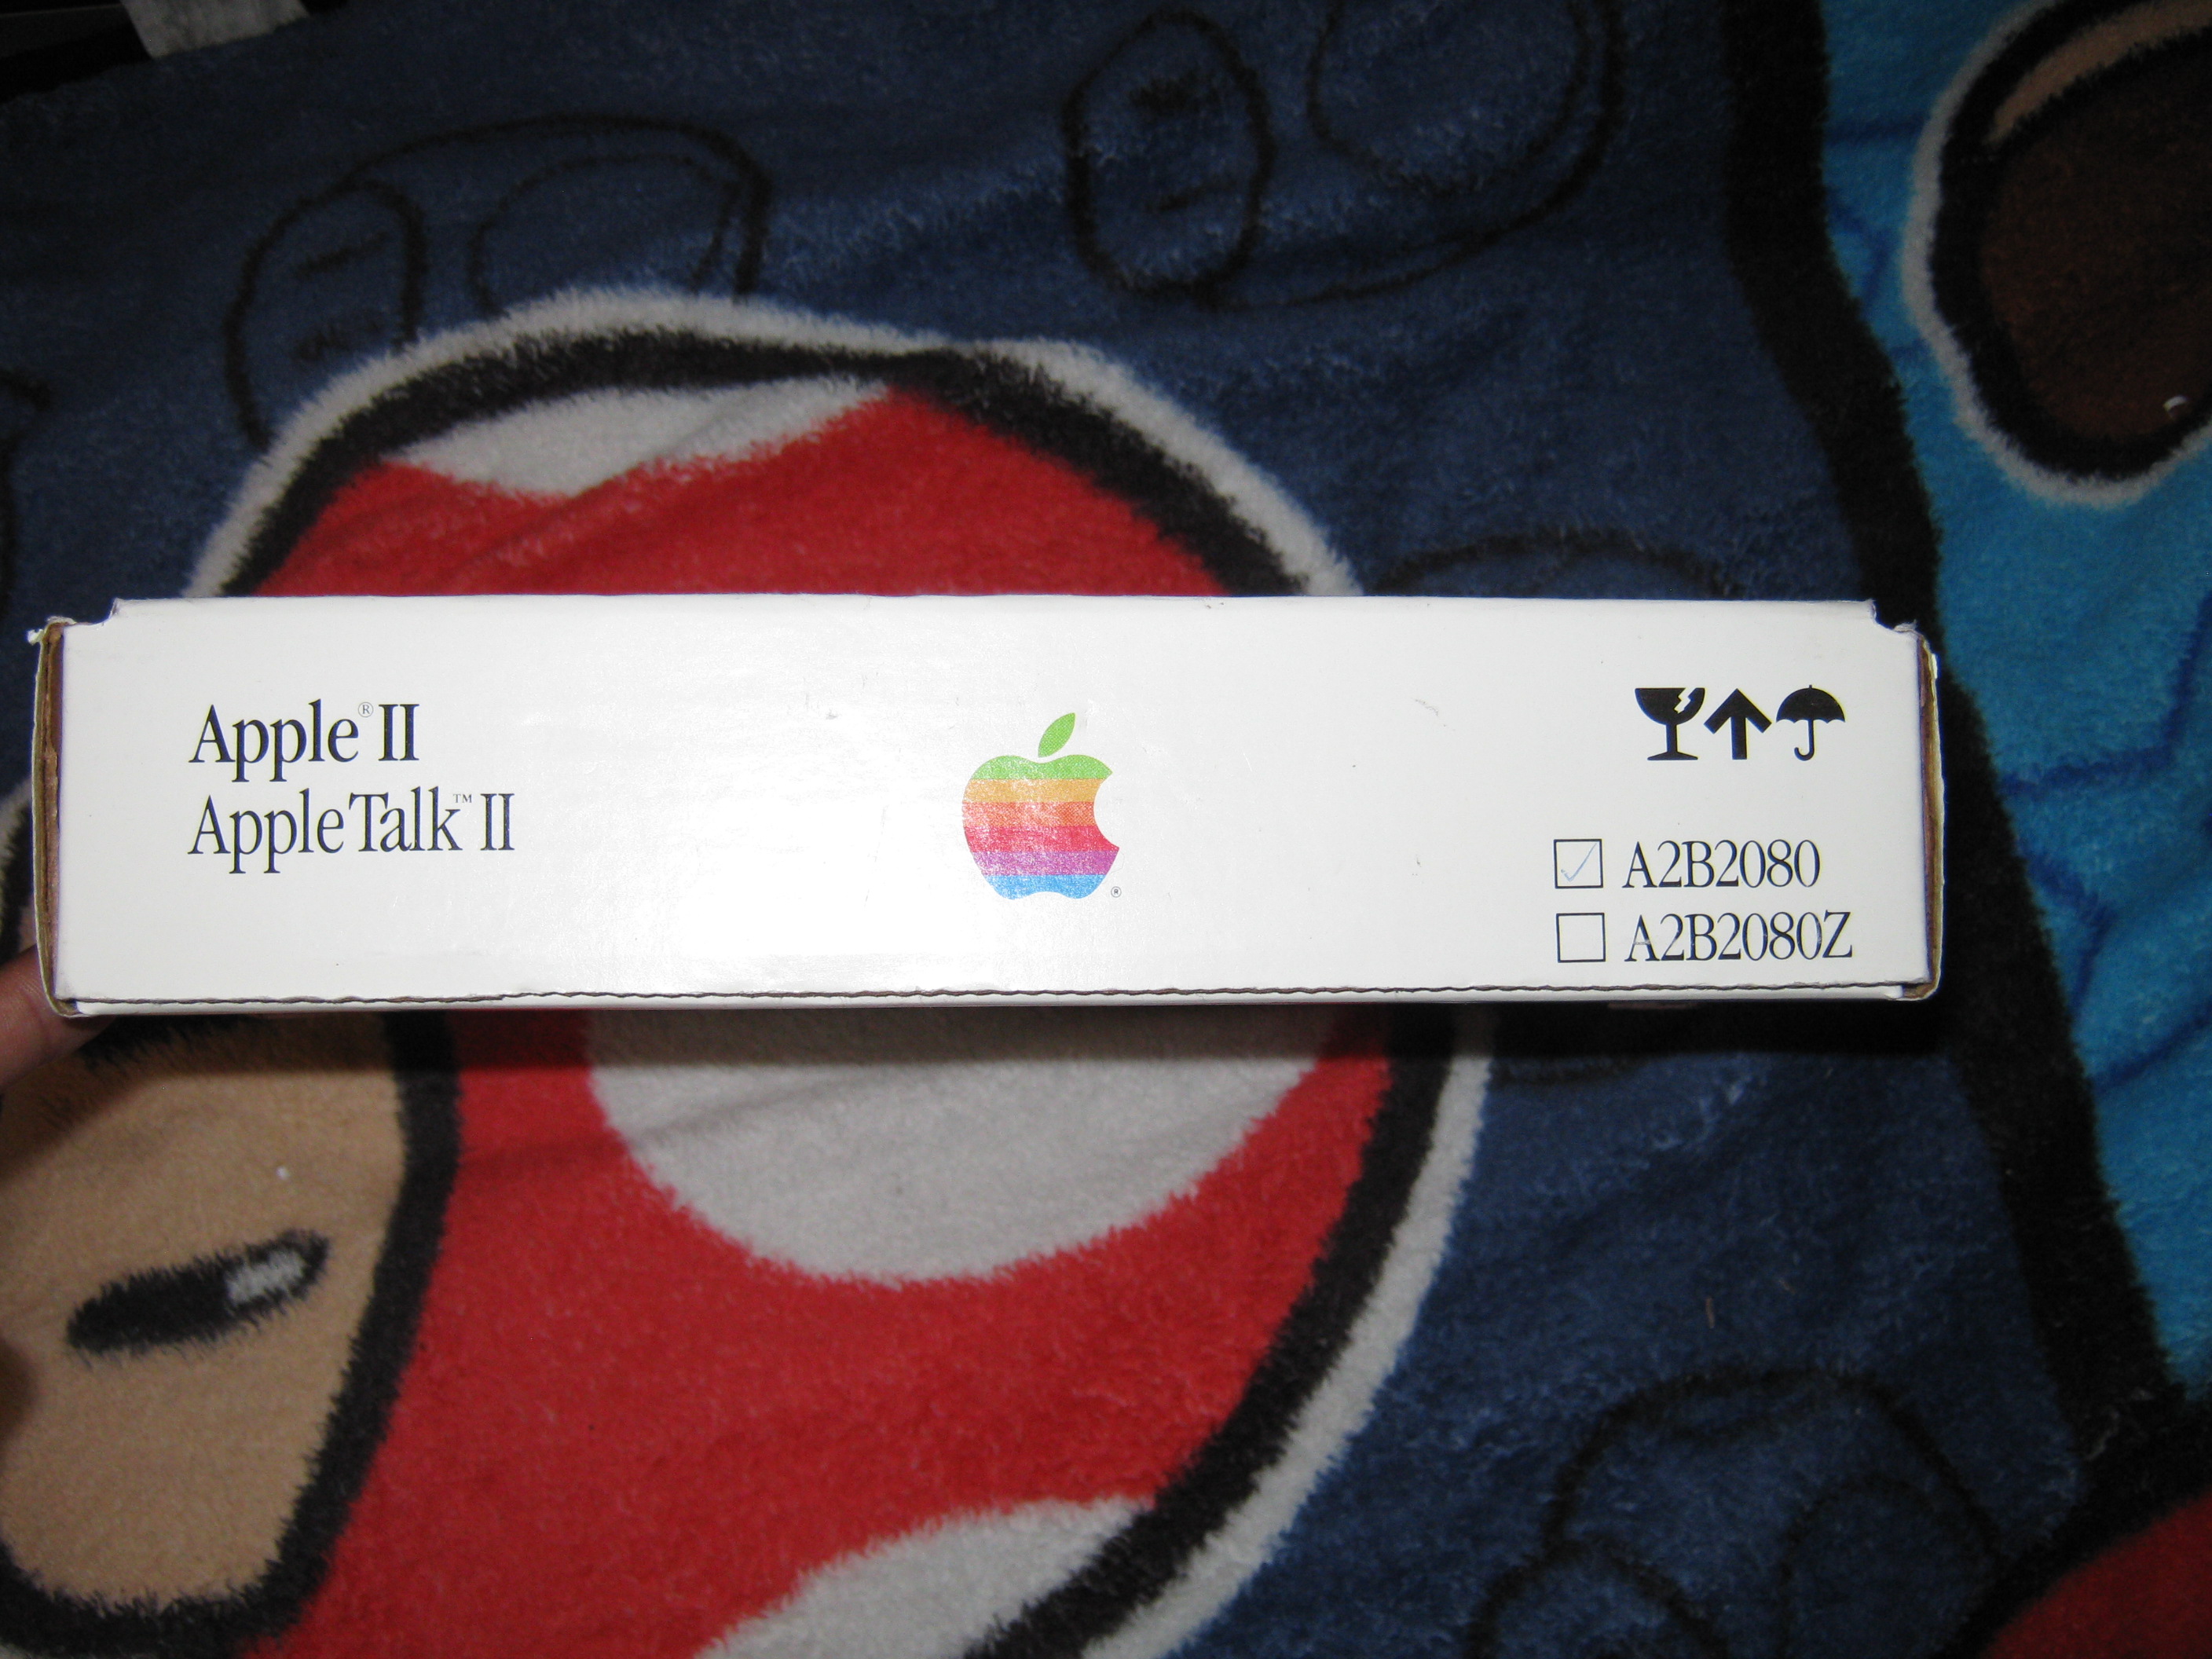 Apple® II
AppleTalk™ II
®
A2B2080
A2B2080Z